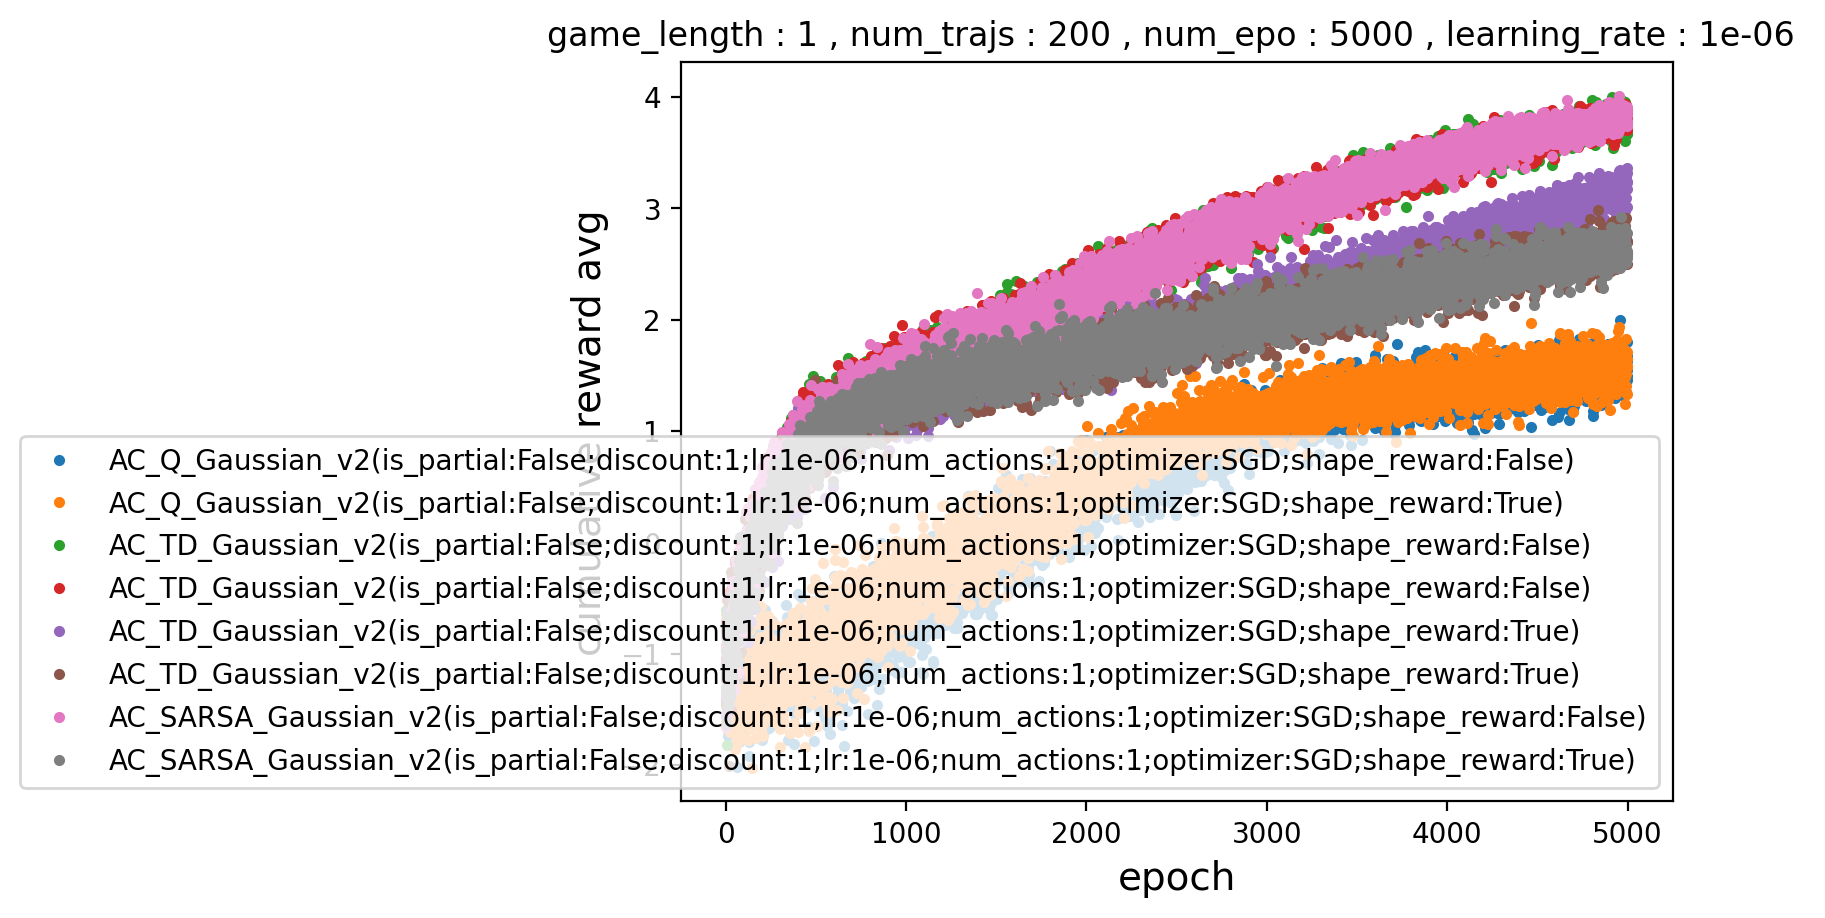 game_length : 1 , num_trajs : 200 , num_epo : 5000 , learning_rate : 1e-06
4
3
2
1
0
−1
−2
cumualive reward avg
AC_Q_Gaussian_v2(is_partial:False;discount:1;lr:1e-06;num_actions:1;optimizer:SGD;shape_reward:False)
AC_Q_Gaussian_v2(is_partial:False;discount:1;lr:1e-06;num_actions:1;optimizer:SGD;shape_reward:True)
AC_TD_Gaussian_v2(is_partial:False;discount:1;lr:1e-06;num_actions:1;optimizer:SGD;shape_reward:False)
AC_TD_Gaussian_v2(is_partial:False;discount:1;lr:1e-06;num_actions:1;optimizer:SGD;shape_reward:False)
AC_TD_Gaussian_v2(is_partial:False;discount:1;lr:1e-06;num_actions:1;optimizer:SGD;shape_reward:True)
AC_TD_Gaussian_v2(is_partial:False;discount:1;lr:1e-06;num_actions:1;optimizer:SGD;shape_reward:True)
AC_SARSA_Gaussian_v2(is_partial:False;discount:1;lr:1e-06;num_actions:1;optimizer:SGD;shape_reward:False)
AC_SARSA_Gaussian_v2(is_partial:False;discount:1;lr:1e-06;num_actions:1;optimizer:SGD;shape_reward:True)
0 1000 2000 3000 4000 5000
epoch